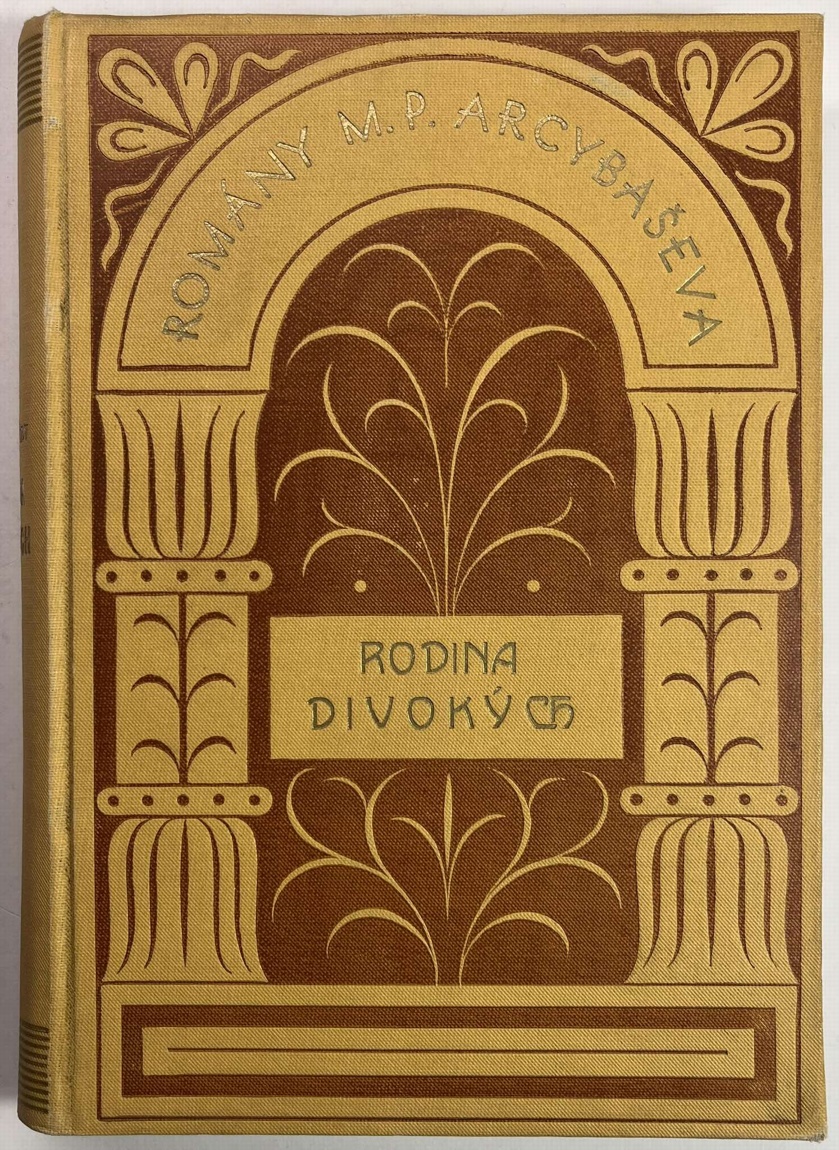 ROMÁNY M.P. ARCYBAŠEVA
RODINA
DIVOKÝCH